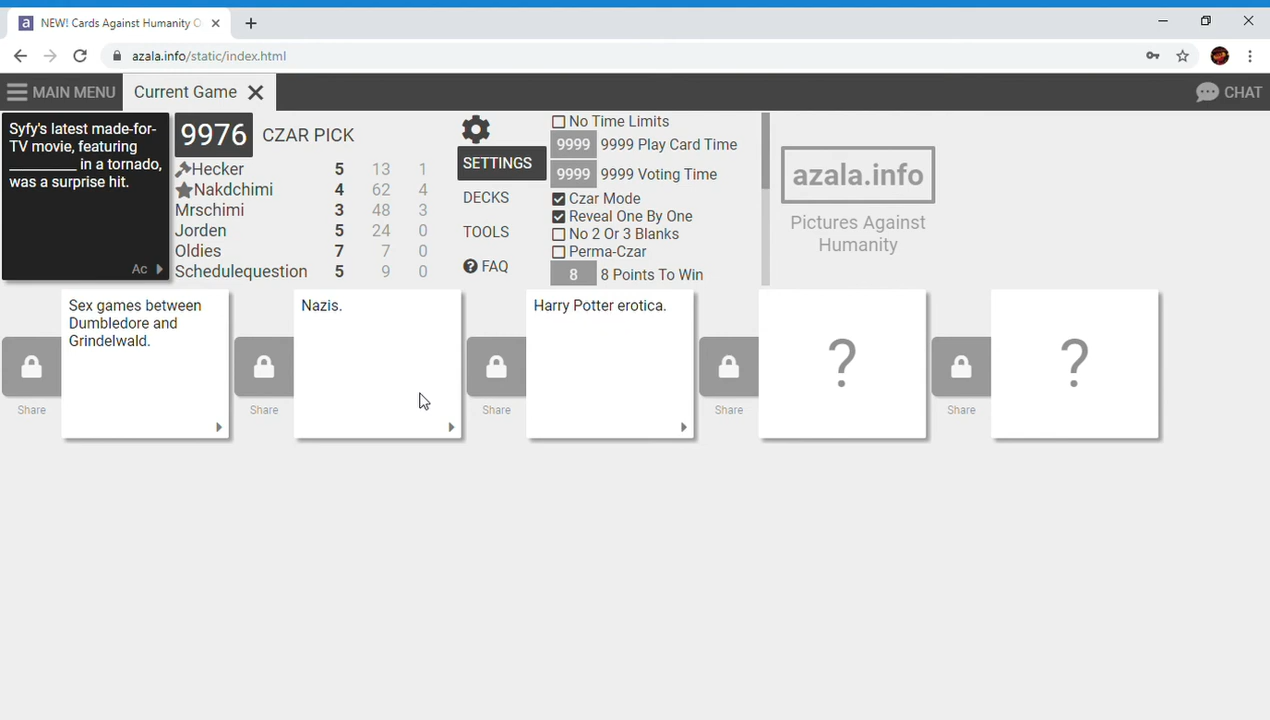 NEW! Cards Against Humanity O
azala.info/static/index.html
MAIN MENU
Current Game
CHAT
Syfy's latest made-for-
TV movie, featuring
________ in a tornado,
was a surprise hit.
Ac
9976 CZAR PICK
Hecker 5 13 1
Nakdchimi 4 62 4
Mrschimi 3 48 3
Jorden 5 24 0
Oldies 7 7 0
Schedulequestion 5 9 0
SETTINGS
DECKS
TOOLS
FAQ
No Time Limits
9999 9999 Play Card Time
9999 9999 Voting Time
Czar Mode
Reveal One By One
No 2 Or 3 Blanks
Perma-Czar
8 8 Points To Win
azala.info
Pictures Against
Humanity
Share
Sex games between
Dumbledore and
Grindelwald.
Share
Nazis.
Share
Harry Potter erotica.
Share
?
Share
?